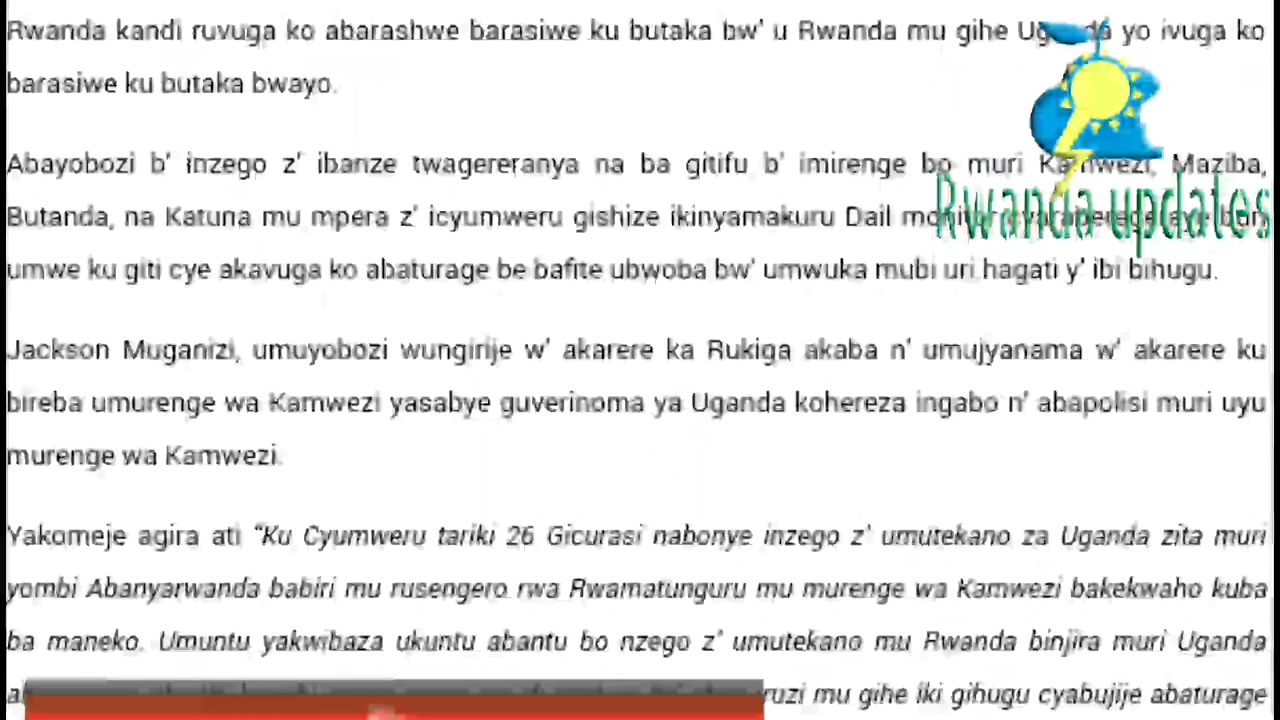 Rwanda kandi ruvuga ko abarashwe barasiwe ku butaka bw' u Rwanda mu gihe Uganda yo ivuga ko
barasiwe ku butaka bwayo.
Abayobozi b' inzego z' ibanze twagereranya na ba gitifu b' imirenge bo muri Kamwezi, Maziba,
Butanda, na Katuna mu mpera z' icyumweru gishize ikinyamakuru Dail monitor
Rwanda updates
umwe ku giti cye akavuga ko abaturage be bafite ubwoba bw' umwuka mubi uri hagati y' ibi bihugu.
Jackson Muganizi, umuyobozi wungirije w' akarere ka Rukiga akaba n' umujyanama w' akarere ku
bireba umurenge wa Kamwezi yasabye guverinoma ya Uganda kohereza ingabo n' abapolisi muri uyu
murenge wa Kamwezi.
Yakomeje agira ati “Ku Cyumweru tariki 26 Gicurasi nabonye inzego z' umutekano za Uganda zita muri
yombi Abanyarwanda babiri mu rusengero rwa Rwamatunguru mu murenge wa Kamwezi bakekwaho kuba
ba maneko. Umuntu yakwibaza ukuntu abantu bo nzego z' umutekano mu Rwanda binjira muri Uganda
mu gihe iki gihugu cyabujije abaturage